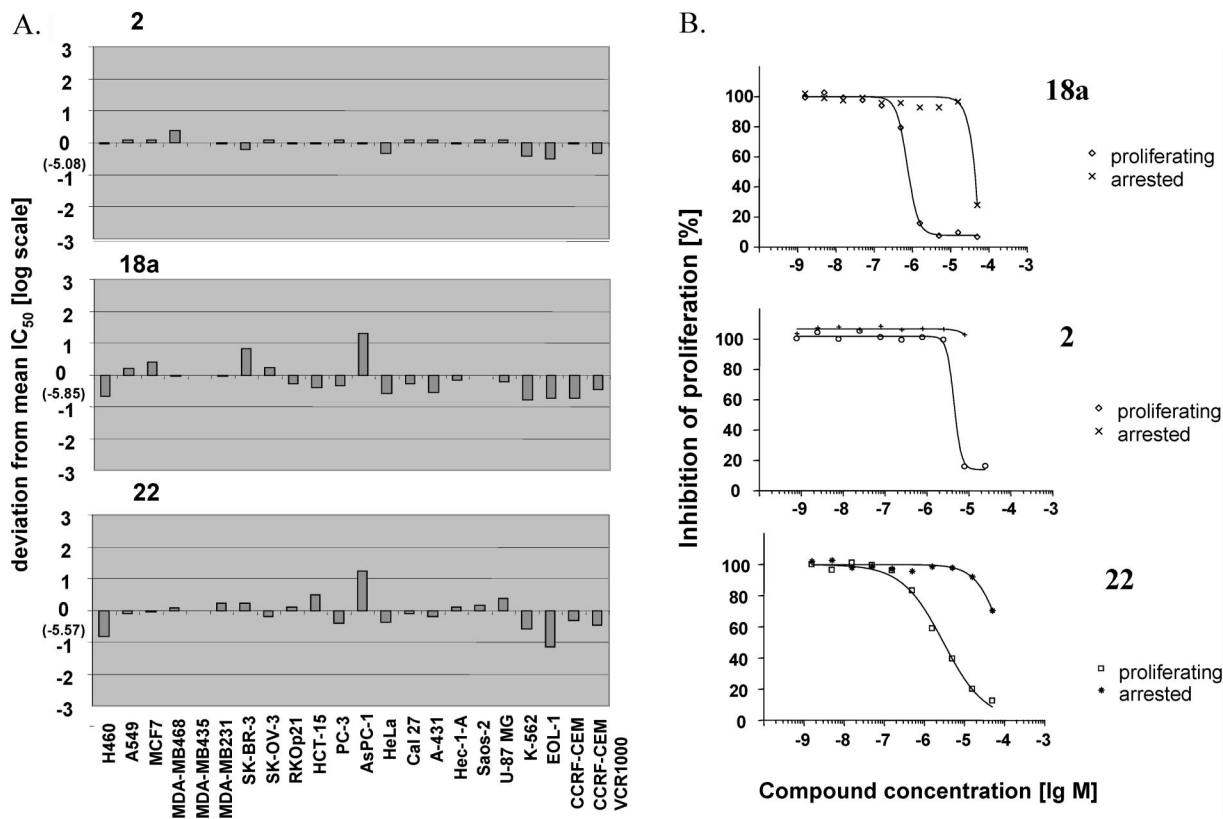 A.
2
3
2
1
0
(-5.08)
-1
-2
-3
18a
3
2
1
0
(-5.85)
-1
-2
-3
22
3
2
1
0
(-5.57)
-1
-2
-3
deviation from mean IC50 [log scale]
H460
A549
MCF7
MDA-MB468
MDA-MB435
MDA-MB231
SK-BR-3
SK-OV-3
RKOp21
HCT-15
PC-3
AsPC-1
HeLa
Cal 27
A-431
Hec-1-A
Saos-2
U-87 MG
K-562
EOL-1
CCRF-CEM
CCRF-CEM
VCR1000
B.
Inhibition of proliferation [%]
18a
100
80
60
40
20
0
-9 -8 -7 -6 -5 -4 -3
proliferating
arrested
2
100
80
60
40
20
0
-9 -8 -7 -6 -5 -4 -3
proliferating
arrested
22
100
80
60
40
20
0
-9 -8 -7 -6 -5 -4 -3
proliferating
arrested
Compound concentration [lg M]